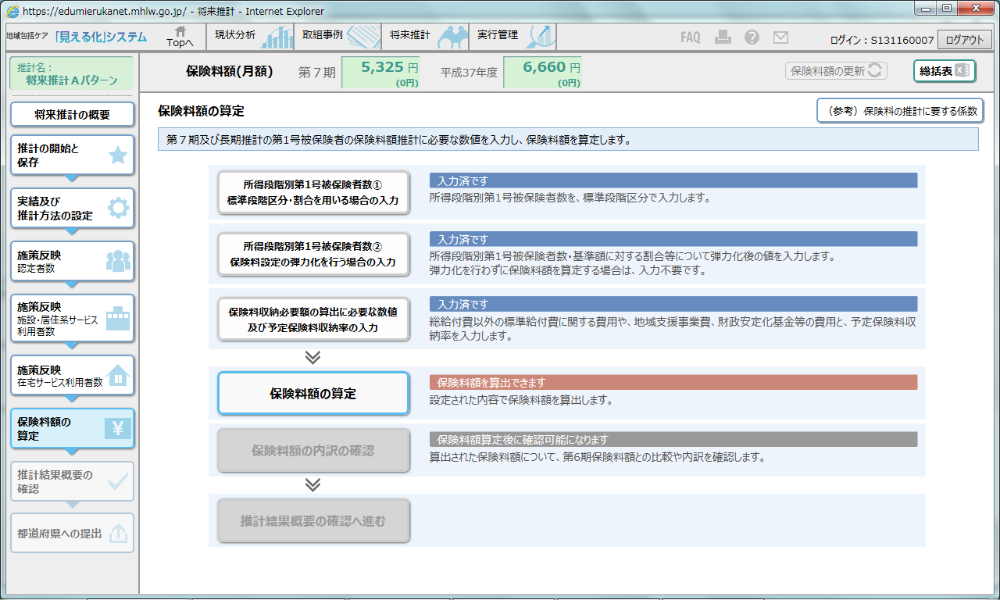 https://edumierukanet.mhlw.go.jp/ - 将来推計 - Internet Explorer
地域包括ケア「見える化」システム
Topへ
現状分析
取組事例
将来推計
実行管理
FAQ
ログイン：S131160007
ログアウト
推計名：
将来推計Aパターン
保険料額(月額)
第７期
5,325 円
(0円)
平成37年度
6,660 円
(0円)
保険料額の更新
総括表
将来推計の概要
推計の開始と
保存
実績及び
推計方法の設定
施策反映
認定者数
施策反映
施設・居住系サービス
利用者数
施策反映
在宅サービス利用者数
保険料額の
算定
¥
推計結果概要の
確認
都道府県への提出
保険料額の算定
（参考）保険料の推計に要する係数
第７期及び長期推計の第1号被保険者の保険料額推計に必要な数値を入力し、保険料額を算定します。
所得段階別第1号被保険者数①
標準段階区分・割合を用いる場合の入力
入力済です
所得段階別第1号被保険者数を、標準段階区分で入力します。
所得段階別第1号被保険者数②
保険料設定の弾力化を行う場合の入力
入力済です
所得段階別第1号被保険者数・基準額に対する割合等について弾力化後の値を入力します。
弾力化を行わずに保険料額を算定する場合は、入力不要です。
保険料収納必要額の算出に必要な数値
及び予定保険料収納率の入力
入力済です
総給付費以外の標準給付費に関する費用や、地域支援事業費、財政安定化基金等の費用と、予定保険料収
納率を入力します。
保険料額の算定
保険料額を算出できます
設定された内容で保険料額を算出します。
保険料額の内訳の確認
保険料額算定後に確認可能になります
算出された保険料額について、第6期保険料額との比較や内訳を確認します。
推計結果概要の確認へ進む